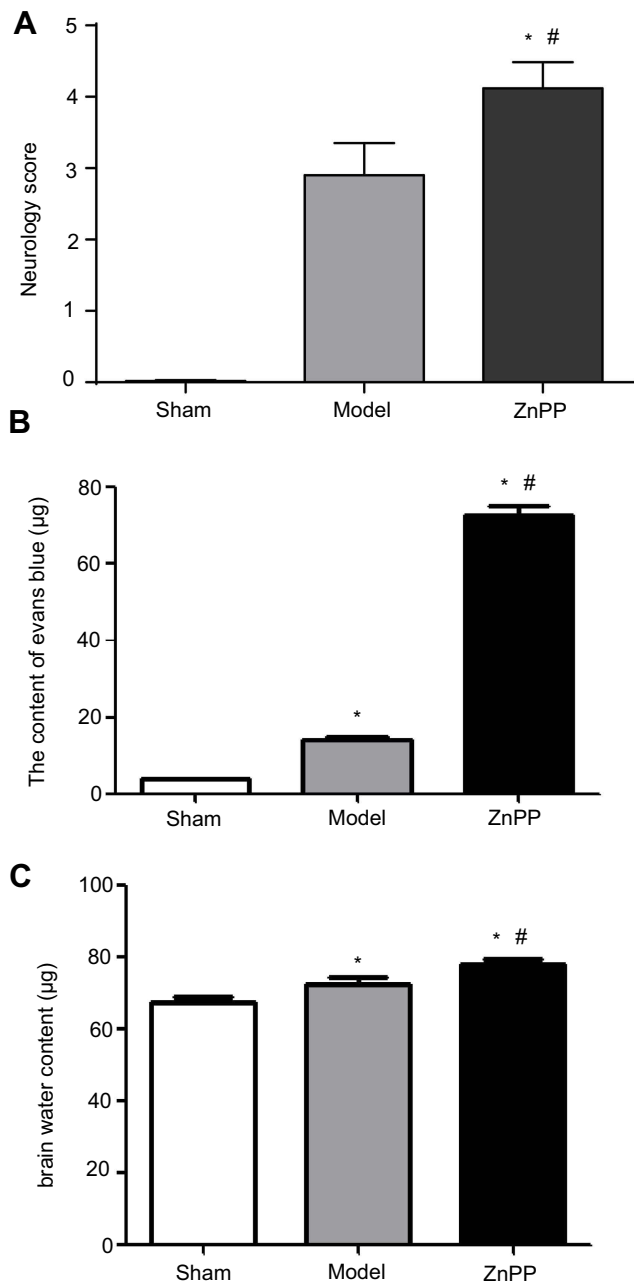 A
5
4
3
2
1
0
Neurology score
* #
Sham Model ZnPP
B
80
60
40
20
0
The content of evans blue (µg)
*
* #
Sham Model ZnPP
C
100
80
60
40
20
0
brain water content (µg)
*
* #
Sham Model ZnPP